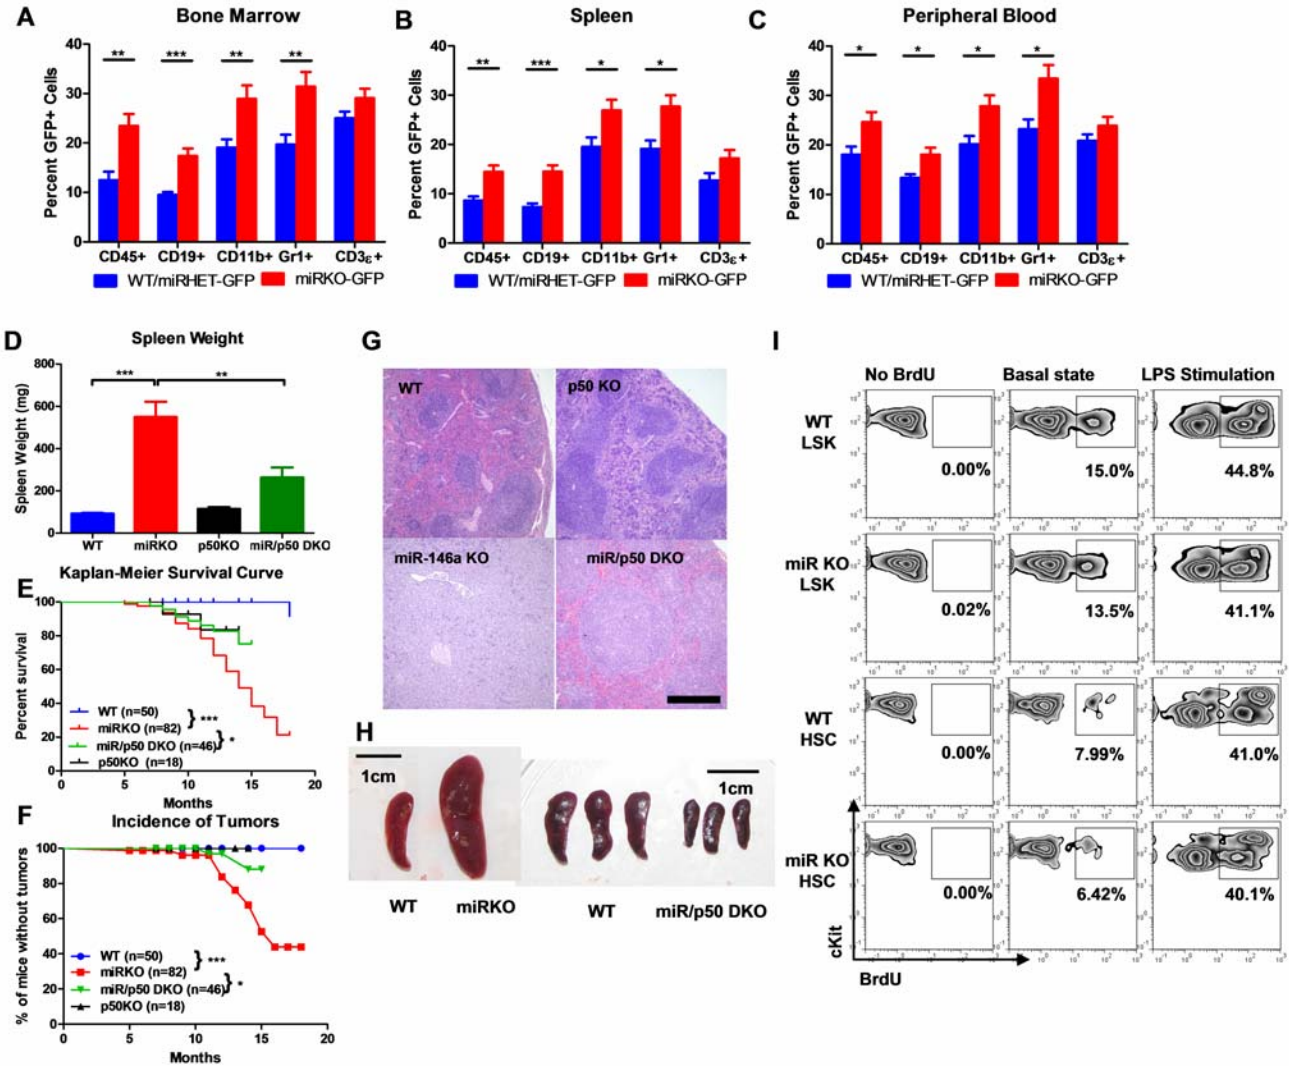 A
Bone Marrow
Percent GFP+ Cells
40
30
20
10
0
** *** ** **
CD45+ CD19+ CD11b+ Gr1+ CD3ε+
WT/miRHET-GFP miRKO-GFP
B
Spleen
Percent GFP+ Cells
40
30
20
10
0
** *** * *
CD45+ CD19+ CD11b+ Gr1+ CD3ε+
WT/miRHET-GFP miRKO-GFP
C
Peripheral Blood
Percent GFP+ Cells
40
30
20
10
0
* * * *
CD45+ CD19+ CD11b+ Gr1+ CD3ε+
WT/miRHET-GFP miRKO-GFP
D
Spleen Weight
Spleen Weight (mg)
800
600
400
200
0
*** **
WT miRKO p50KO miR/p50 DKO
E
Kaplan-Meier Survival Curve
Percent survival
100
80
60
40
20
0
WT (n=50)
miRKO (n=82)
miR/p50 DKO (n=46)
p50KO (n=18)
} ***
} *
0 5 10 15 20
Months
F
Incidence of Tumors
% of mice without tumors
100
80
60
40
20
0
WT (n=50)
miRKO (n=82)
miR/p50 DKO (n=46)
p50KO (n=18)
} ***
} *
0 5 10 15 20
Months
G
WT
p50 KO
miR-146a KO
miR/p50 DKO
H
1cm
1cm
WT miRKO WT miR/p50 DKO
I
No BrdU Basal state LPS Stimulation
WT
LSK
0.00% 15.0% 44.8%
miR KO
LSK
0.02% 13.5% 41.1%
WT
HSC
0.00% 7.99% 41.0%
miR KO
HSC
0.00% 6.42% 40.1%
cKit
BrdU